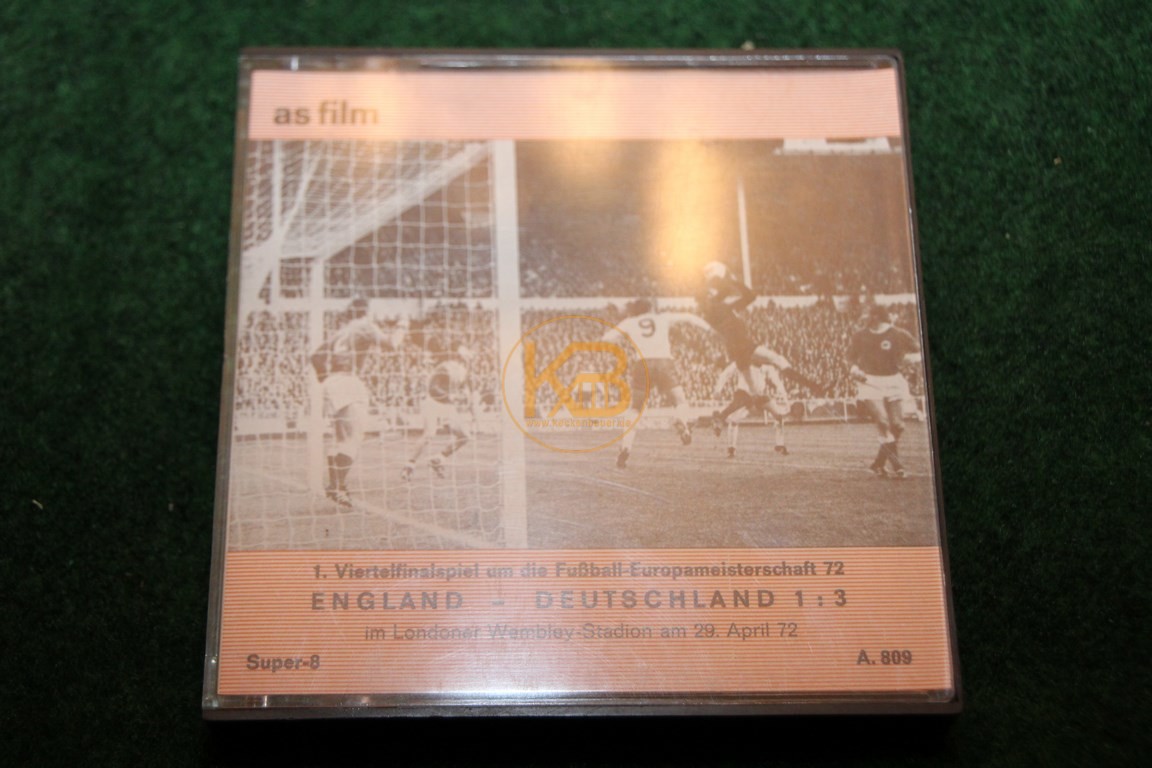 as film
9
KB
1. Viertelfinalspiel um die Fußball-Europameisterschaft 72
ENGLAND – DEUTSCHLAND 1 : 3
im Londoner Wembley-Stadion am 29. April 72
Super-8
A. 809